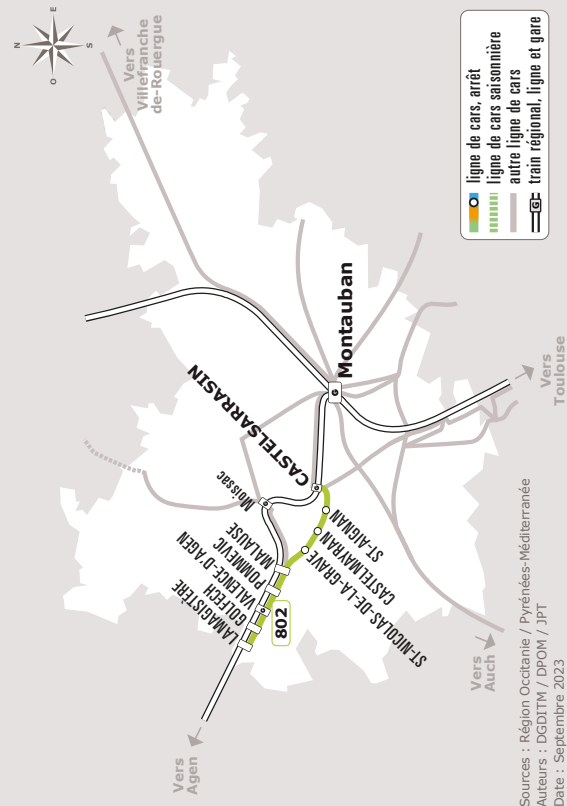 N
E
O
S
Vers
Villefranche
de-Rouergue
ligne de cars, arrêt
ligne de cars saisonnière
autre ligne de cars
G train régional, ligne et gare
Montauban
CASTELSARRASIN
Moissac
LAMAGISTÈRE
GOLFECH
VALENCE-D'AGEN
POMMEVIC
MALAUSE
802
ST-NICOLAS-DE-LA-GRAVE
CASTELMAYRAN
ST-AIGNAN
Vers
Agen
Vers
Auch
Vers
Toulouse
Sources : Région Occitanie / Pyrénées-Méditerranée
Auteurs : DGDITM / DPOM / JPT
Date : Septembre 2023